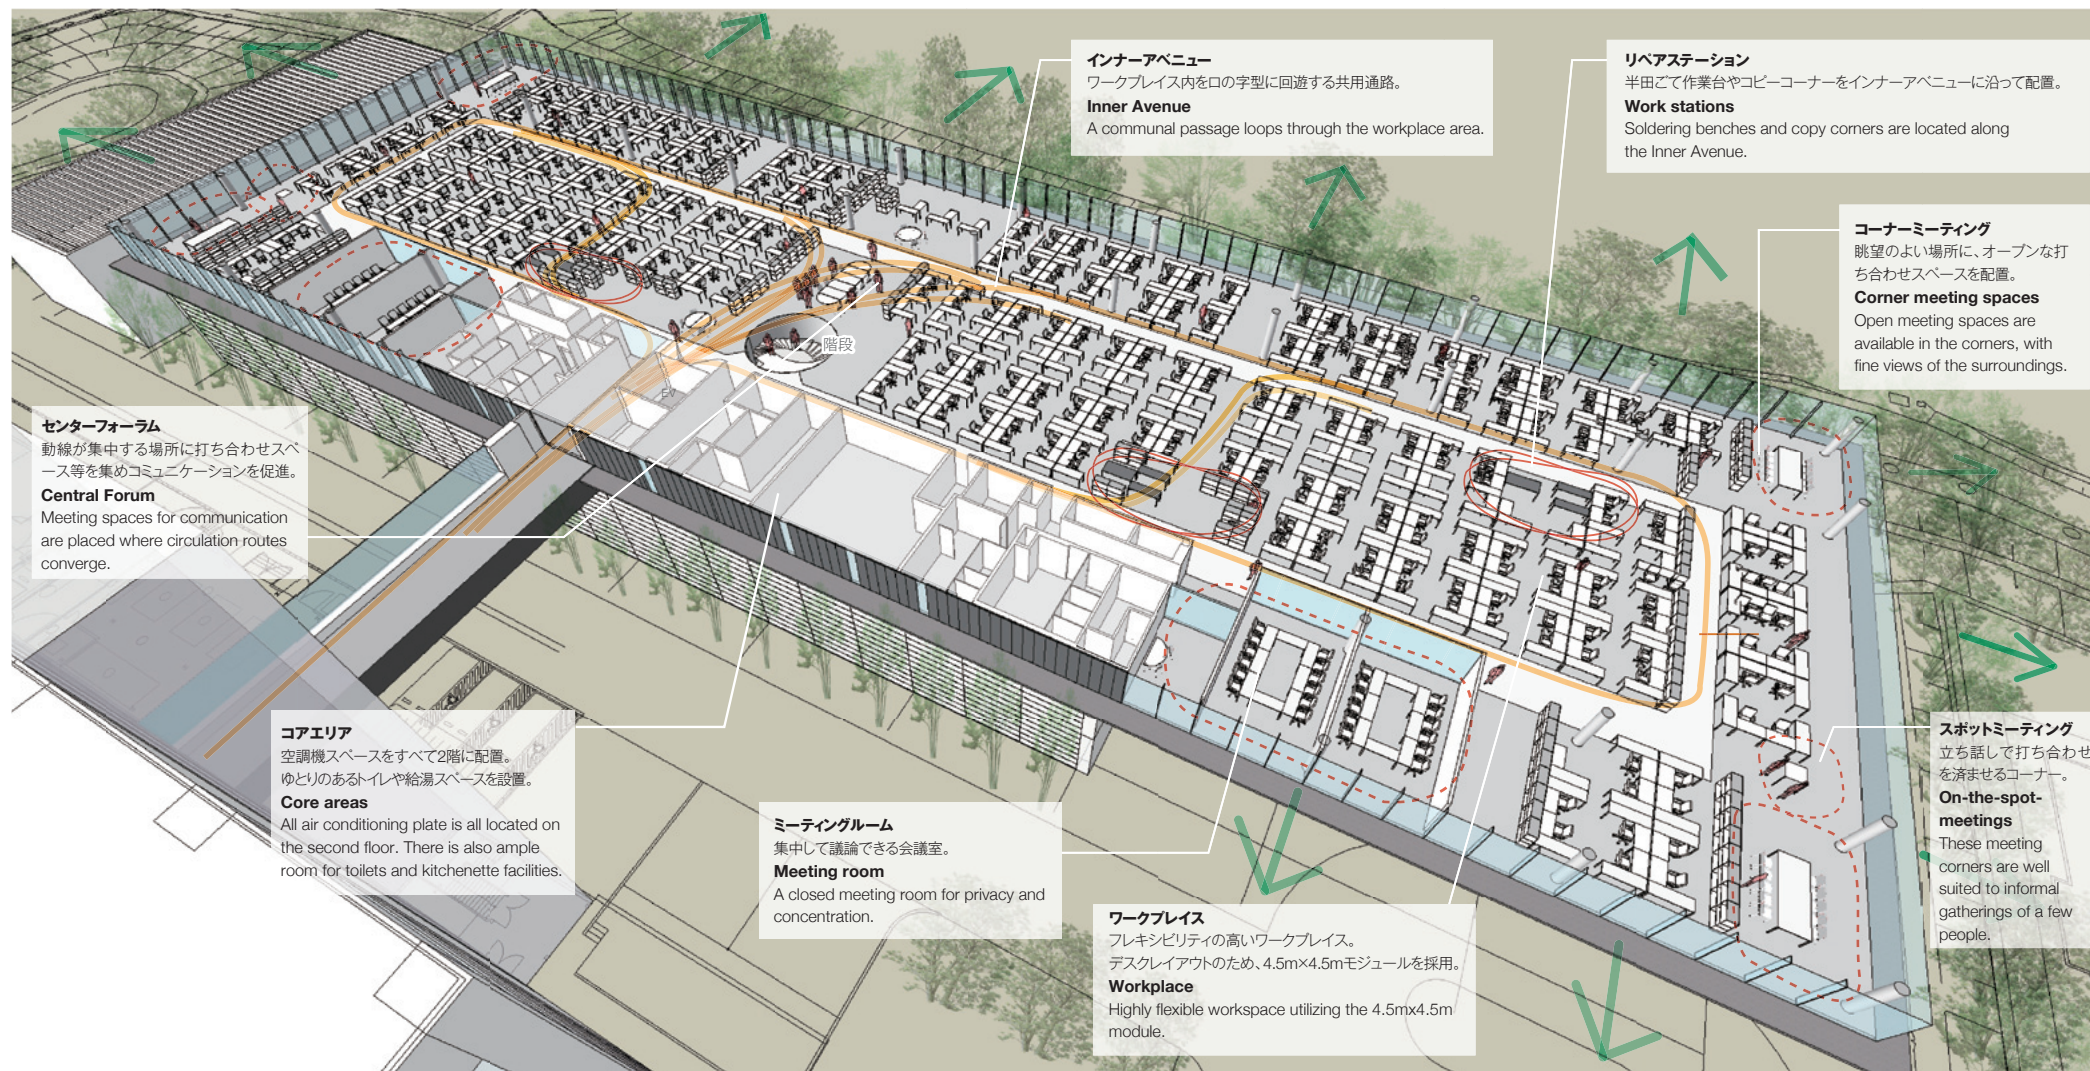 インナーアベニュー
ワークプレイス内をロの字型に回遊する共用通路。
Inner Avenue
A communal passage loops through the workplace area.
リペアステーション
半田ごて作業台やコピーコーナーをインナーアベニューに沿って配置。
Work stations
Soldering benches and copy corners are located along
the Inner Avenue.
コーナーミーティング
眺望のよい場所に、オープンな打
ち合わせスペースを配置。
Corner meeting spaces
Open meeting spaces are
available in the corners, with
fine views of the surroundings.
階段
EV
センターフォーラム
動線が集中する場所に打ち合わせスペ
ース等を集めコミュニケーションを促進。
Central Forum
Meeting spaces for communication
are placed where circulation routes
converge.
コアエリア
空調機スペースをすべて2階に配置。
ゆとりのあるトイレや給湯スペースを設置。
Core areas
All air conditioning plate is all located on
the second floor. There is also ample
room for toilets and kitchenette facilities.
ミーティングルーム
集中して議論できる会議室。
Meeting room
A closed meeting room for privacy and
concentration.
ワークプレイス
フレキシビリティの高いワークプレイス。
デスクレイアウトのため、4.5m×4.5mモジュールを採用。
Workplace
Highly flexible workspace utilizing the 4.5mx4.5m
module.
スポットミーティング
立ち話して打ち合わせ
を済ませるコーナー。
On-the-spot-
meetings
These meeting
corners are well
suited to informal
gatherings of a few
people.